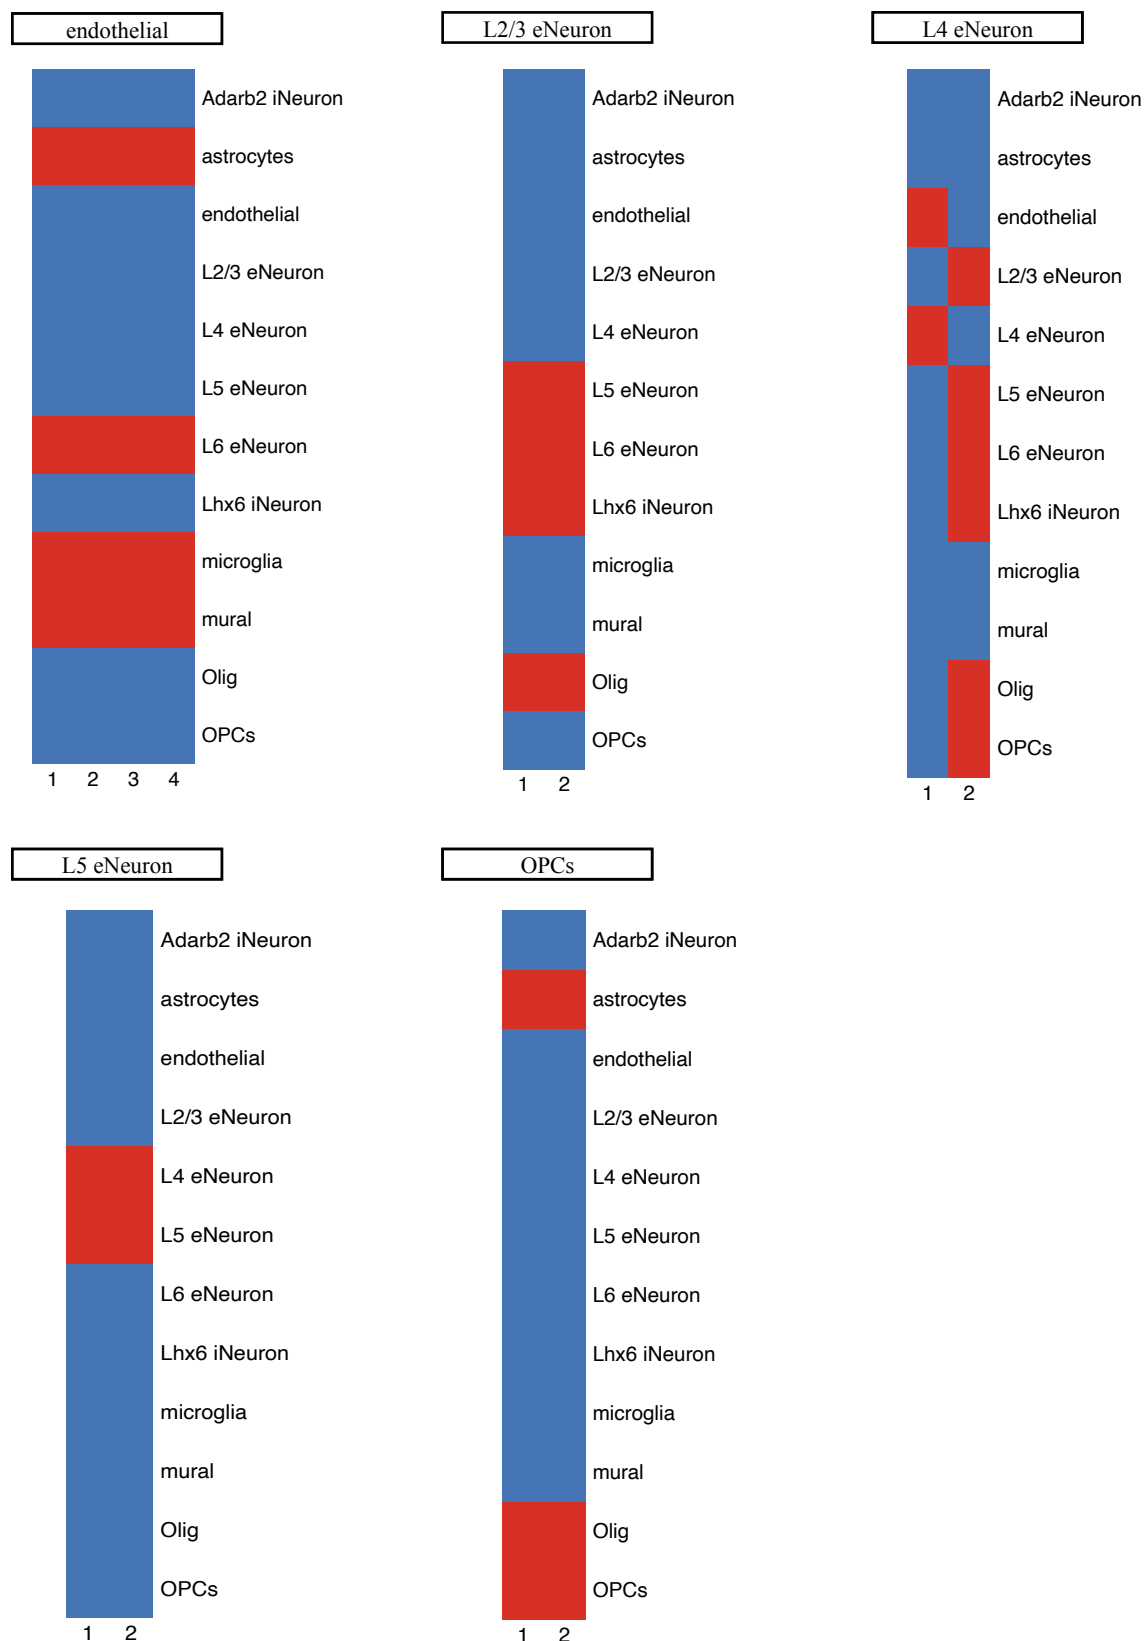 endothelial
Adarb2 iNeuron
astrocytes
endothelial
L2/3 eNeuron
L4 eNeuron
L5 eNeuron
L6 eNeuron
Lhx6 iNeuron
microglia
mural
Olig
OPCs
1 2 3 4
L2/3 eNeuron
Adarb2 iNeuron
astrocytes
endothelial
L2/3 eNeuron
L4 eNeuron
L5 eNeuron
L6 eNeuron
Lhx6 iNeuron
microglia
mural
Olig
OPCs
1 2
L4 eNeuron
Adarb2 iNeuron
astrocytes
endothelial
L2/3 eNeuron
L4 eNeuron
L5 eNeuron
L6 eNeuron
Lhx6 iNeuron
microglia
mural
Olig
OPCs
1 2
L5 eNeuron
Adarb2 iNeuron
astrocytes
endothelial
L2/3 eNeuron
L4 eNeuron
L5 eNeuron
L6 eNeuron
Lhx6 iNeuron
microglia
mural
Olig
OPCs
1 2
OPCs
Adarb2 iNeuron
astrocytes
endothelial
L2/3 eNeuron
L4 eNeuron
L5 eNeuron
L6 eNeuron
Lhx6 iNeuron
microglia
mural
Olig
OPCs
1 2